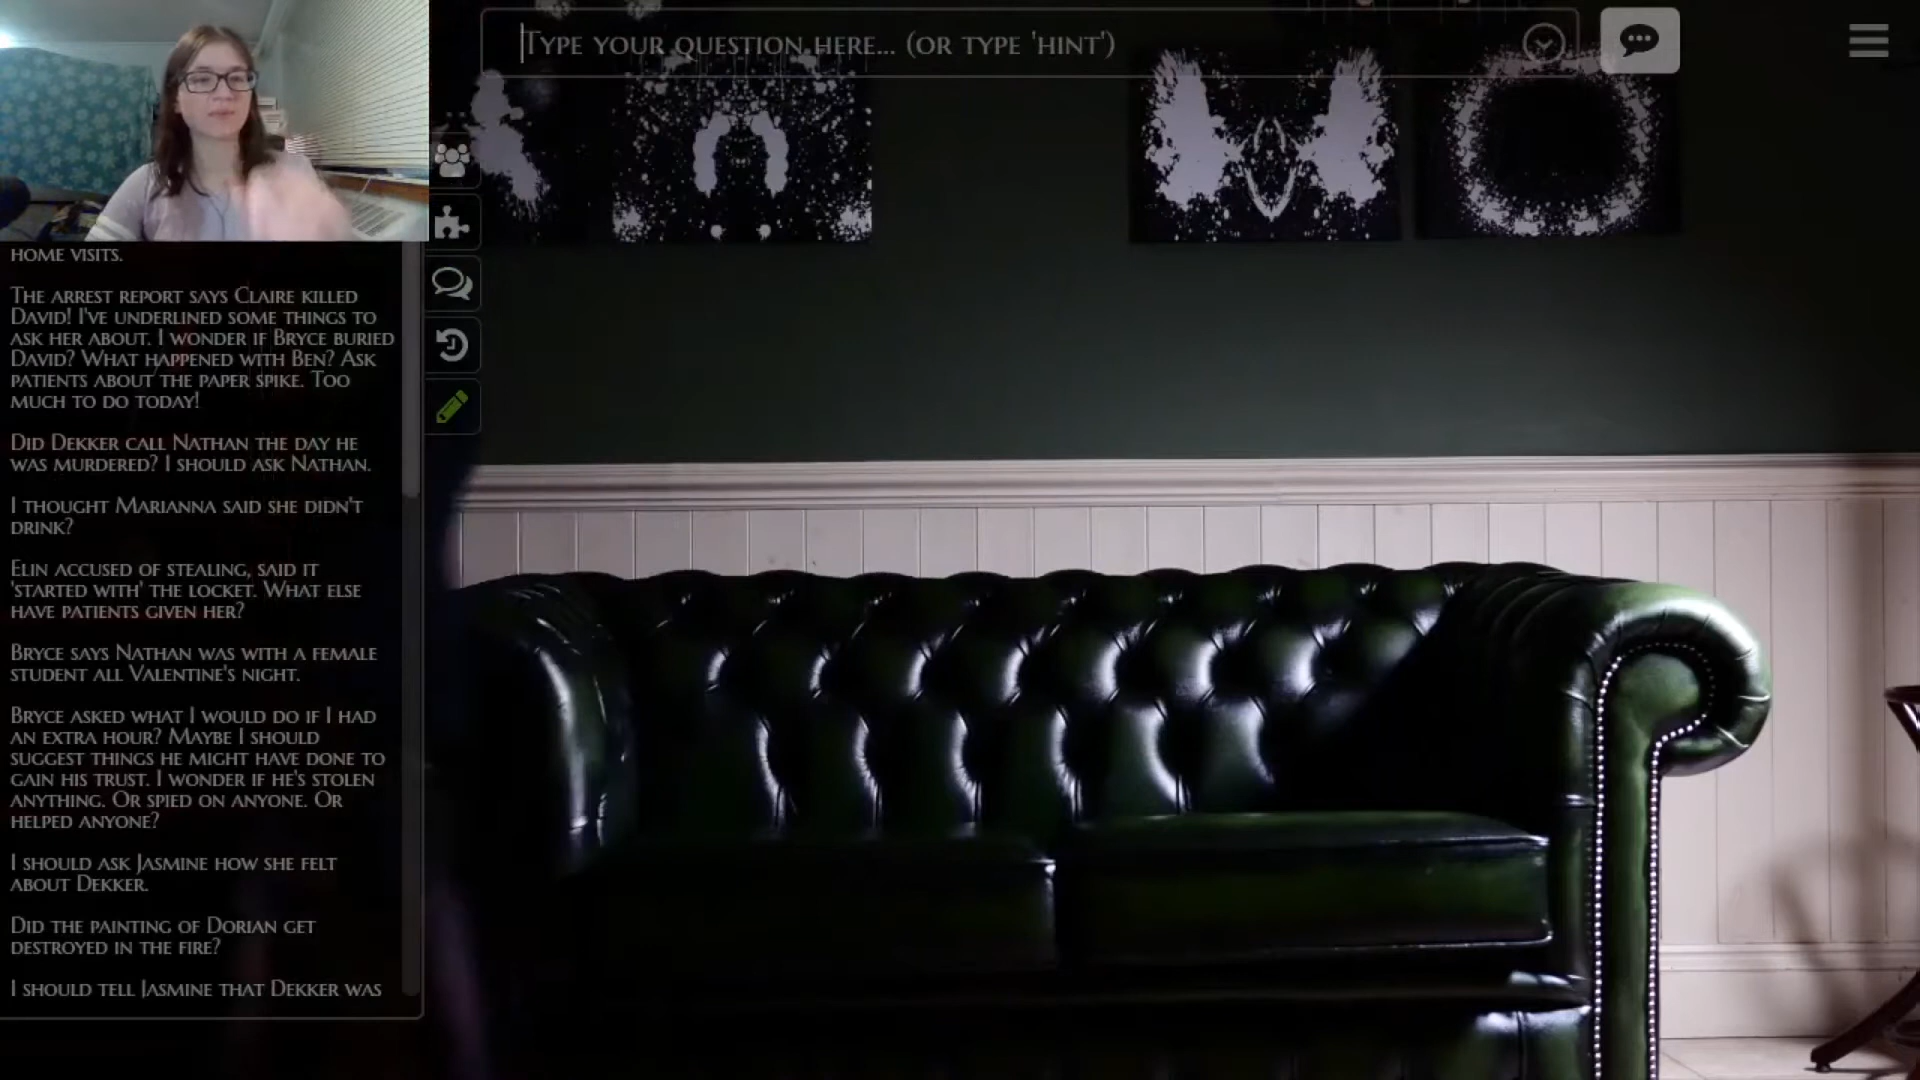 Type your question here... (or type 'hint')
home visits.
The arrest report says Claire killed
David! I've underlined some things to
ask her about. I wonder if Bryce buried
David? What happened with Ben? Ask
patients about the paper spike. Too
much to do today!
Did Dekker call Nathan the day he
was murdered? I should ask Nathan.
I thought Marianna said she didn't
drink?
Elin accused of stealing, said it
'started with' the locket. What else
have patients given her?
Bryce says Nathan was with a female
student all Valentine's night.
Bryce asked what I would do if I had
an extra hour? Maybe I should
suggest things he might have done to
gain his trust. I wonder if he's stolen
anything. Or spied on anyone. Or
helped anyone?
I should ask Jasmine how she felt
about Dekker.
Did the painting of Dorian get
destroyed in the fire?
I should tell Jasmine that Dekker was